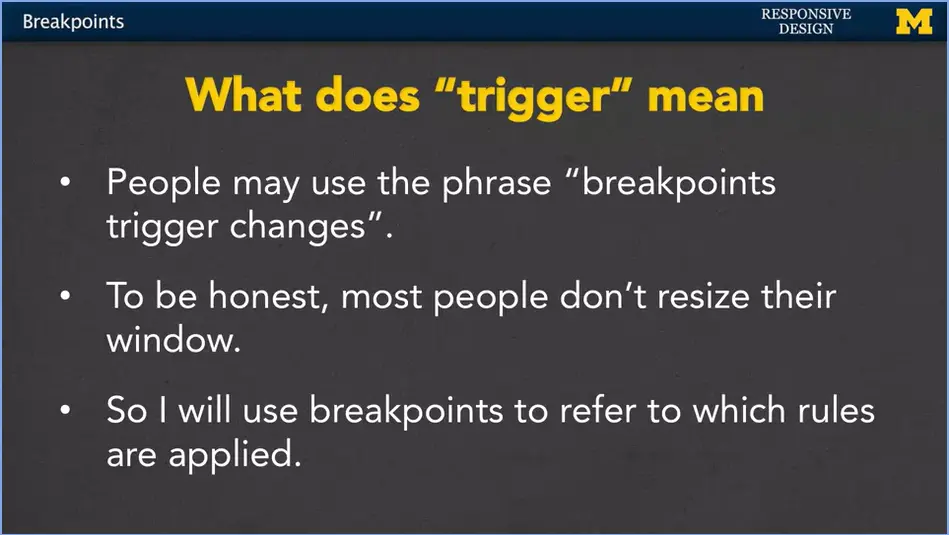 Breakpoints
RESPONSIVE
DESIGN
M
What does “trigger” mean
• People may use the phrase “breakpoints
trigger changes”.
• To be honest, most people don’t resize their
window.
• So I will use breakpoints to refer to which rules
are applied.